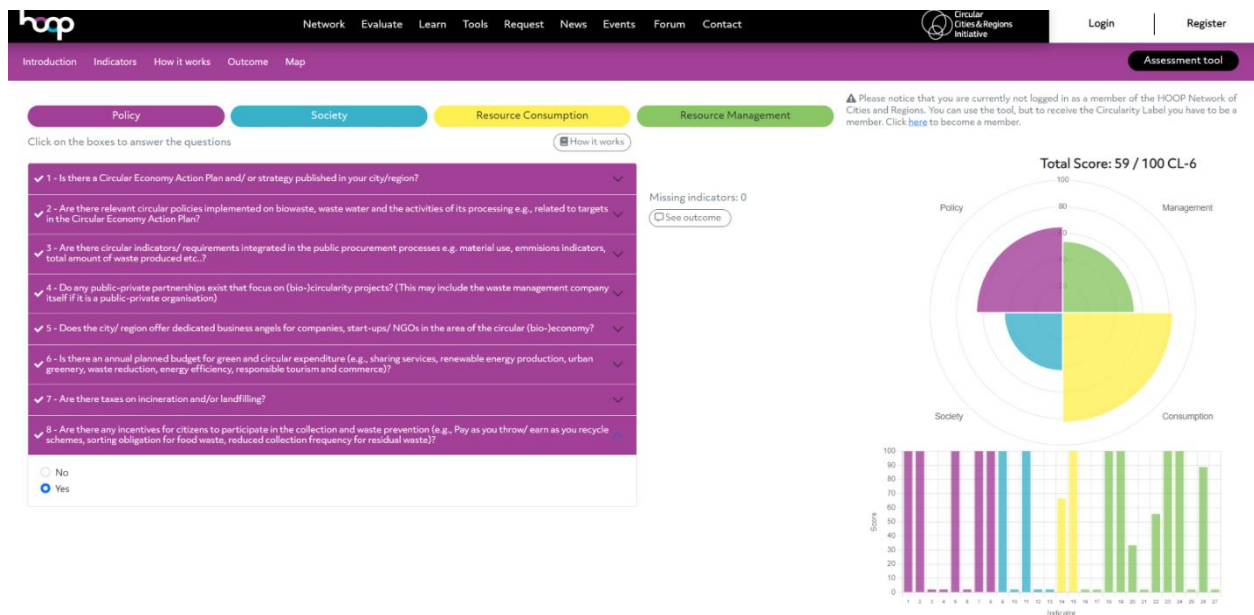 hoop
Network Evaluate Learn Tools Request News Events Forum Contact
Circular
Cities & Regions
Initiative
Login Register
Introduction Indicators How it works Outcome Map
Assessment tool
Policy Society Resource Consumption Resource Management
Click on the boxes to answer the questions
How it works
1 - Is there a Circular Economy Action Plan and/ or strategy published in your city/region?
2 - Are there relevant circular policies implemented on biowaste, waste water and the activities of its processing e.g., related to targets
in the Circular Economy Action Plan?
3 - Are there circular indicators/ requirements integrated in the public procurement processes e.g. material use, emmisions indicators,
total amount of waste produced etc..?
4 - Do any public-private partnerships exist that focus on (bio-)circularity projects? (This may include the waste management company
itself if it is a public-private organisation)
5 - Does the city/ region offer dedicated business angels for companies, start-ups/ NGOs in the area of the circular (bio-)economy?
6 - Is there an annual planned budget for green and circular expenditure (e.g., sharing services, renewable energy production, urban
greenery, waste reduction, energy efficiency, responsible tourism and commerce)?
7 - Are there taxes on incineration and/or landfilling?
8 - Are there any incentives for citizens to participate in the collection and waste prevention (e.g., Pay as you throw/ earn as you recycle
schemes, sorting obligation for food waste, reduced collection frequency for residual waste)?
No
Yes
Missing indicators: 0
See outcome
Please notice that you are currently not logged in as a member of the HOOP Network of
Cities and Regions. You can use the tool, but to receive the Circularity Label you have to be a
member. Click here to become a member.
Total Score: 59 / 100 CL-6
100
80
60
Policy Management
Society Consumption
100
90
80
70
60
50
40
30
20
10
0
Score
1 2 3 4 5 6 7 8 9 10 11 12 13 14 15 16 17 18 19 20 21 22 23 24 25 26 27
Indicator